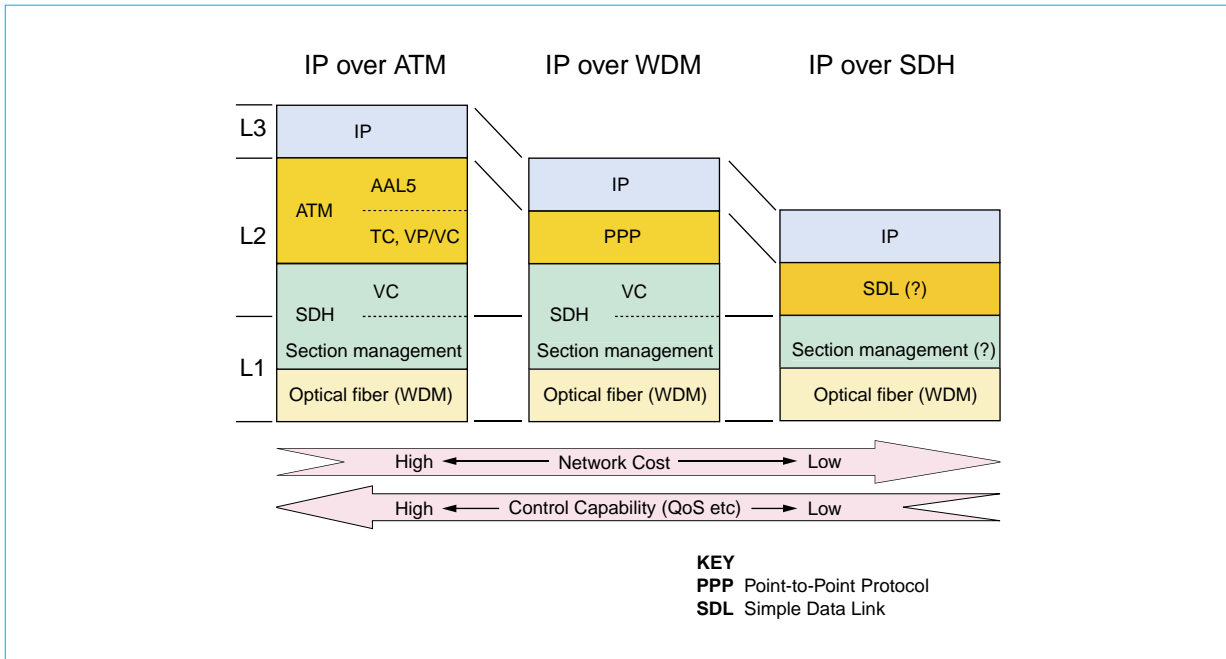 IP over ATM
IP over WDM
IP over SDH
L3
L2
L1
IP
ATM
AAL5
TC, VP/VC
SDH
VC
Section management
Optical fiber (WDM)
IP
PPP
SDH
VC
Section management
Optical fiber (WDM)
IP
SDL (?)
Section management (?)
Optical fiber (WDM)
High Network Cost Low
High Control Capability (QoS etc) Low
KEY
PPP Point-to-Point Protocol
SDL Simple Data Link